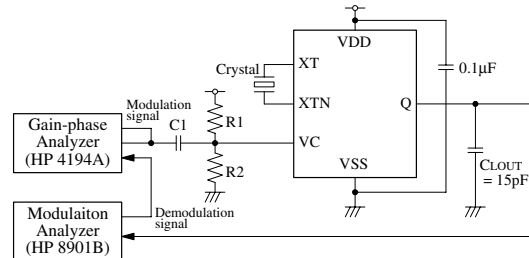 VDD
Crystal
XT
0.1µF
XTN
Q
Modulation
signal
C1
R1
Gain-phase
Analyzer
(HP 4194A)
VC
VSS
R2
CLOUT
= 15pF
Modulaiton
Analyzer
(HP 8901B)
Demodulation
signal